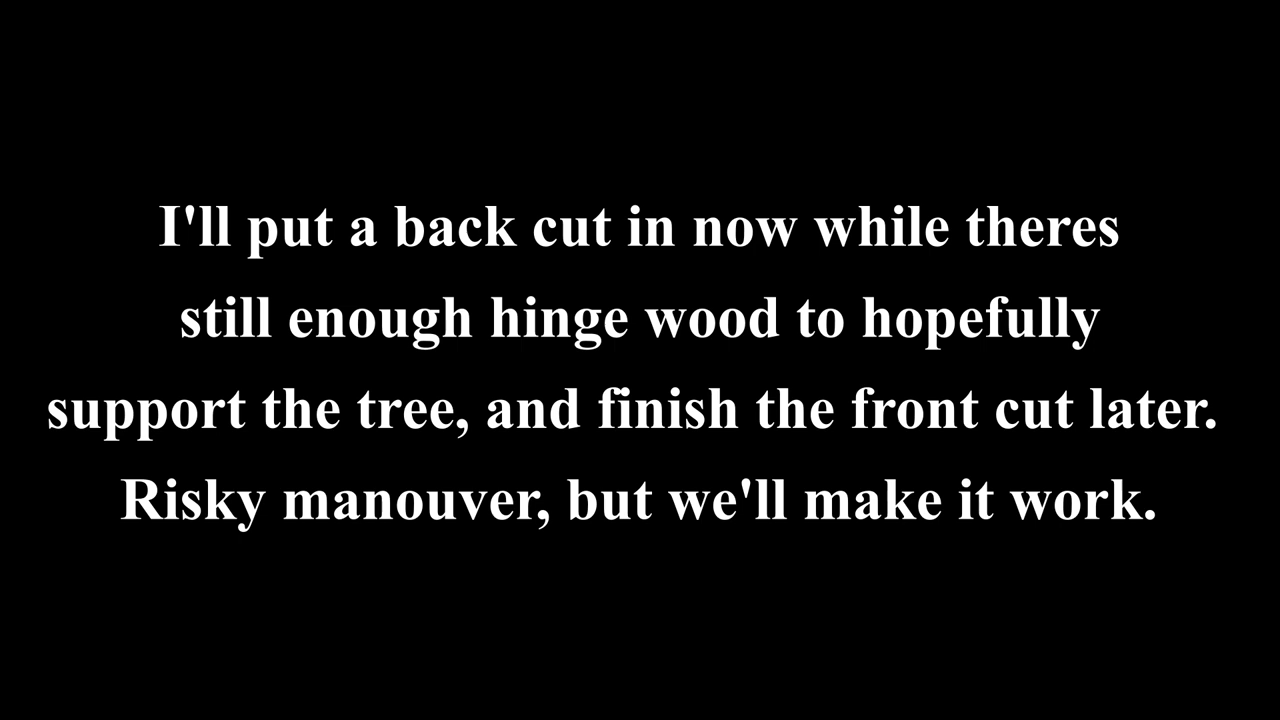 I'll put a back cut in now while theres
still enough hinge wood to hopefully
support the tree, and finish the front cut later.
Risky manouver, but we'll make it work.